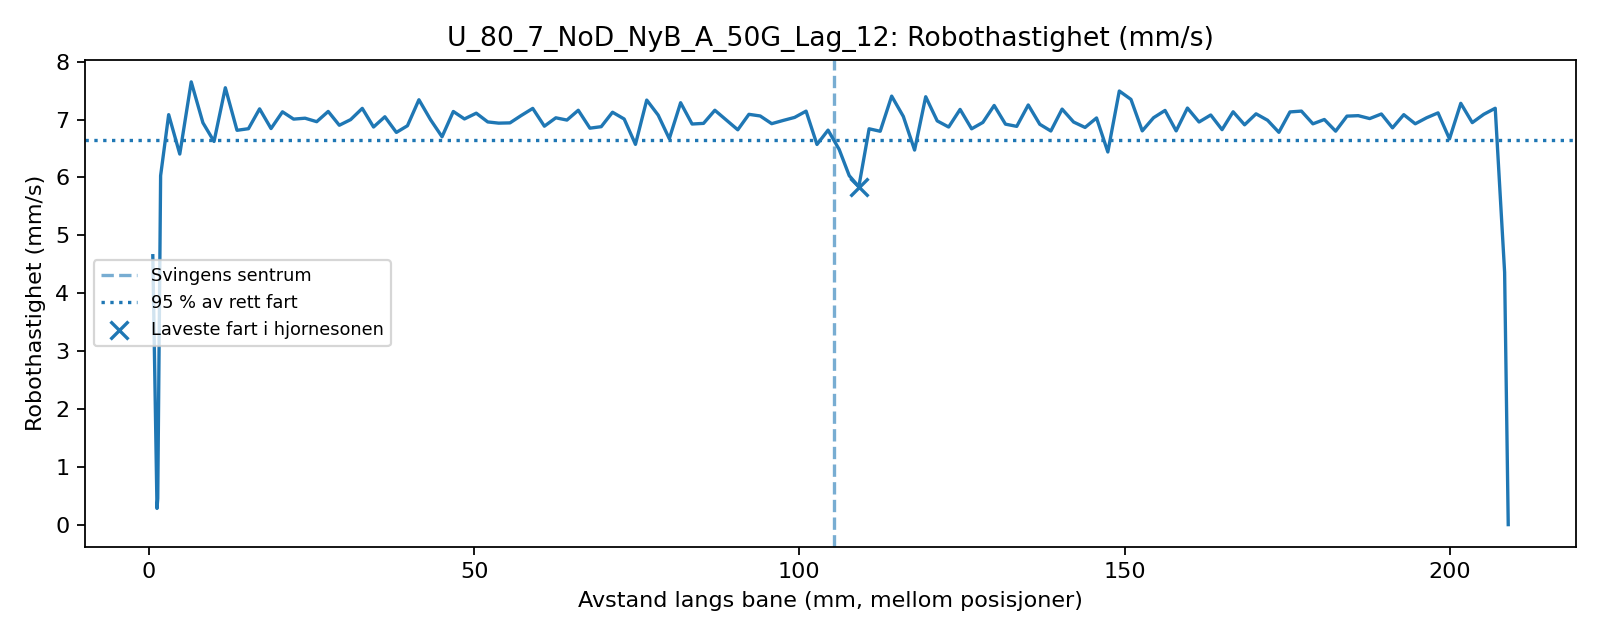 U_80_7_NoD_NyB_A_50G_Lag_12: Robothastighet (mm/s)
Robothastighet (mm/s)
8
7
6
5
4
3
2
1
0
Svingens sentrum
95 % av rett fart
Laveste fart i hjornesonen
0 50 100 150 200
Avstand langs bane (mm, mellom posisjoner)